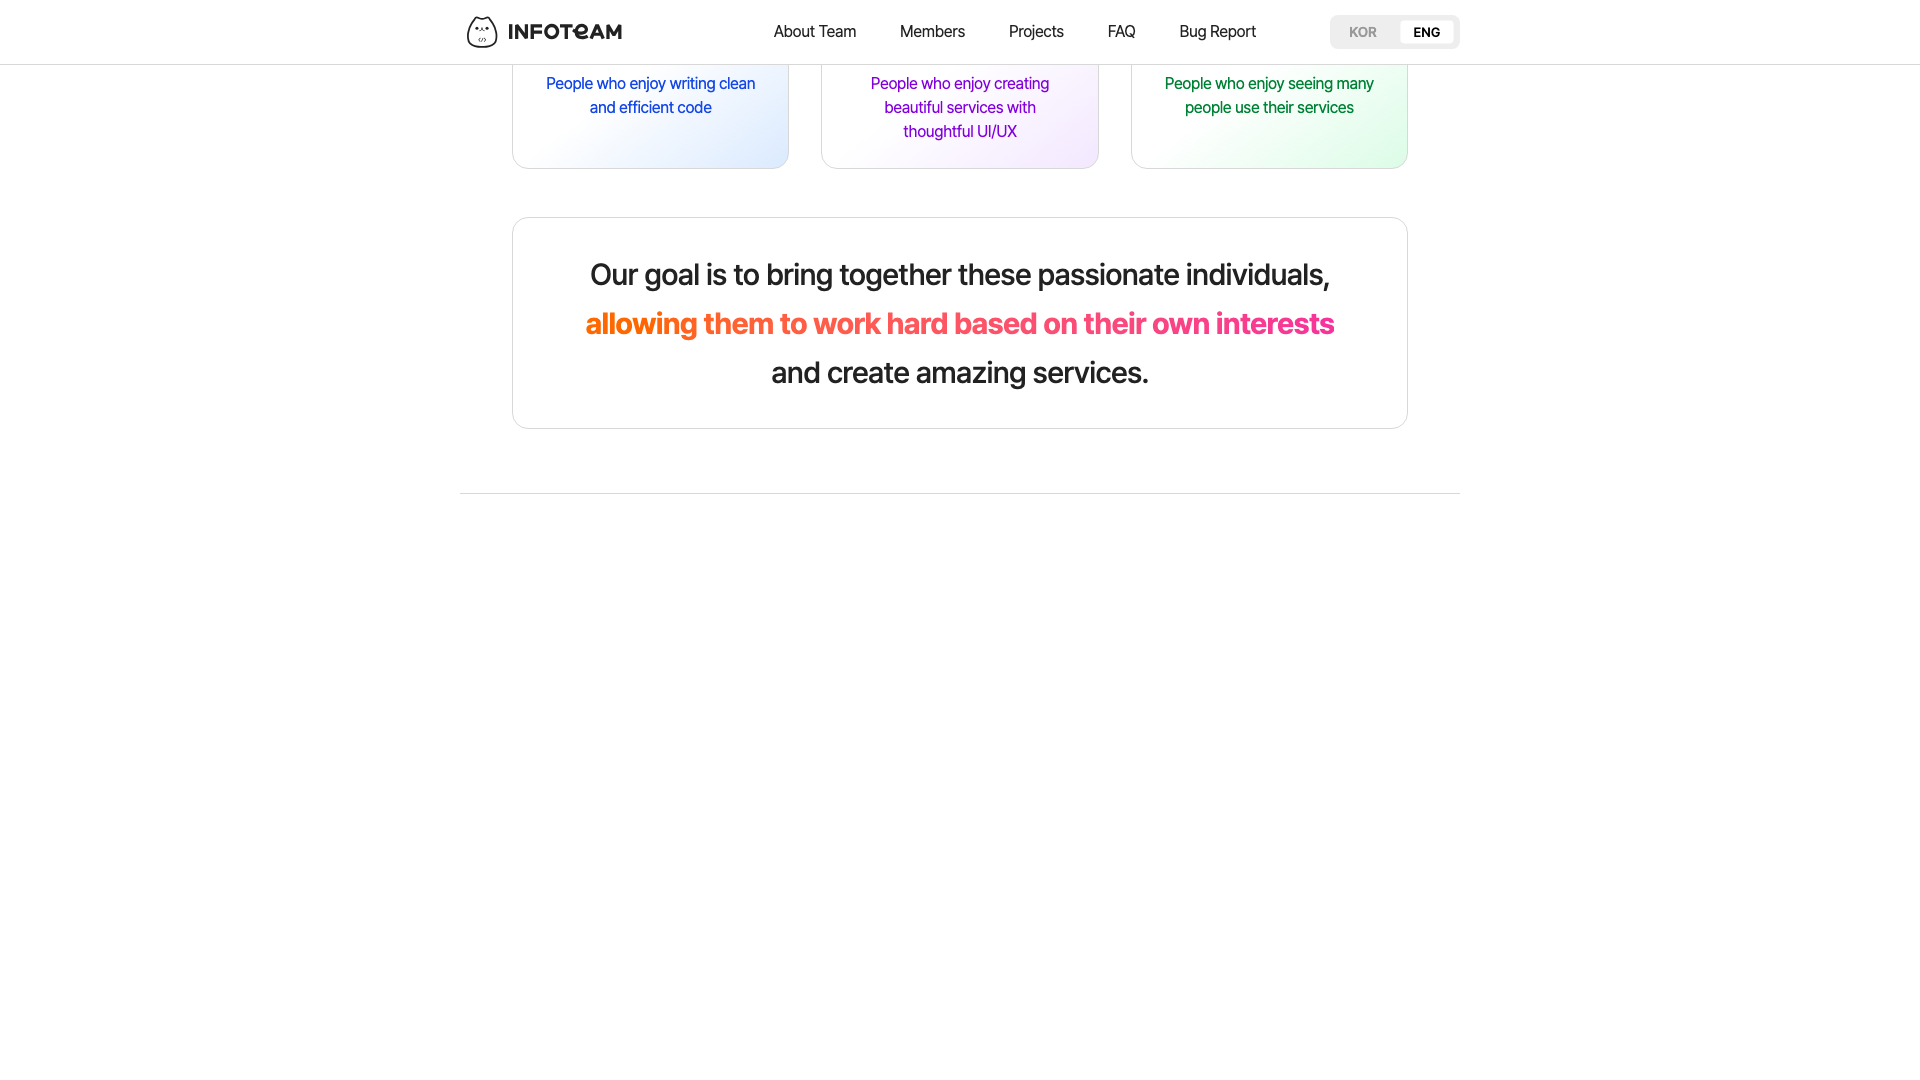 INFOTEAM
About Team
Members
Projects
FAQ
Bug Report
KOR
ENG
People who enjoy writing clean
and efficient code
People who enjoy creating
beautiful services with
thoughtful UI/UX
People who enjoy seeing many
people use their services
Our goal is to bring together these passionate individuals,
allowing them to work hard based on their own interests
and create amazing services.